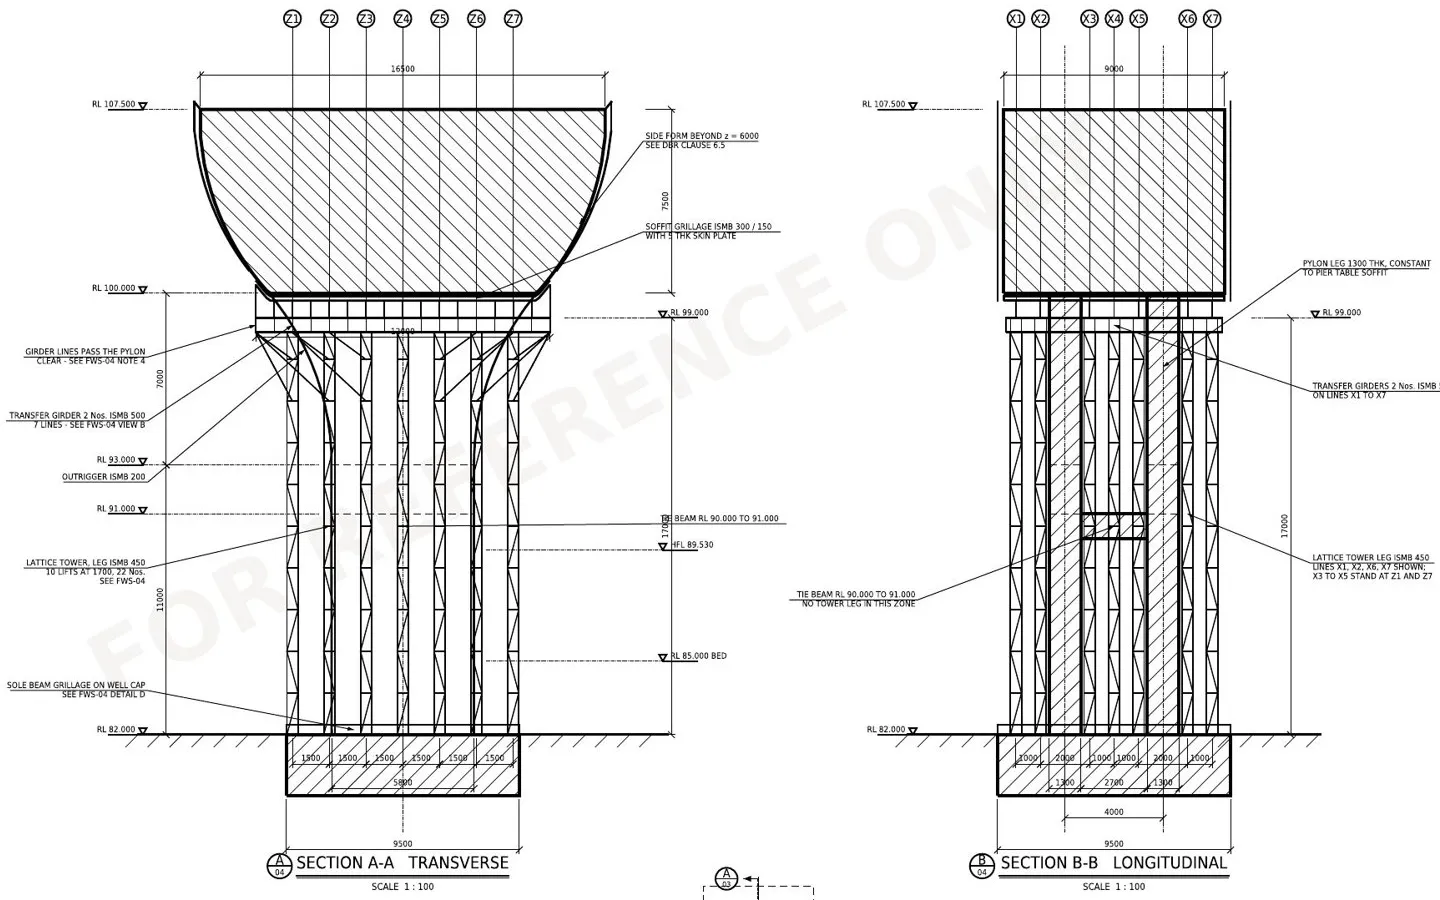 Z1 Z2 Z3 Z4 Z5 Z6 Z7
16500
RL 107.500
SIDE FORM BEYOND z = 6000
SEE DBR CLAUSE 6.5
7500
SOFFIT GRILLAGE ISMB 300 / 150
WITH 5 THK SKIN PLATE
RL 100.000
RL 99.000
12000
GIRDER LINES PASS THE PYLON
CLEAR - SEE FWS-04 NOTE 4
7000
TRANSFER GIRDER 2 Nos. ISMB 500
7 LINES - SEE FWS-04 VIEW B
RL 93.000
OUTRIGGER ISMB 200
RL 91.000
TIE BEAM RL 90.000 TO 91.000
17000
HFL 89.530
LATTICE TOWER, LEG ISMB 450
10 LIFTS AT 1700, 22 Nos.
SEE FWS-04
11000
RL 85.000 BED
SOLE BEAM GRILLAGE ON WELL CAP
SEE FWS-04 DETAIL D
RL 82.000
1500 1500 1500 1500 1500 1500
5800
9500
A
04
SECTION A-A TRANSVERSE
SCALE 1 : 100
X1 X2 X3 X4 X5 X6 X7
9000
RL 107.500
PYLON LEG 1300 THK, CONSTANT
TO PIER TABLE SOFFIT
RL 99.000
TRANSFER GIRDERS 2 Nos. ISMB
ON LINES X1 TO X7
17000
LATTICE TOWER LEG ISMB 450
LINES X1, X2, X6, X7 SHOWN;
X3 TO X5 STAND AT Z1 AND Z7
TIE BEAM RL 90.000 TO 91.000
NO TOWER LEG IN THIS ZONE
RL 82.000
1000 2000 1000 1000 2000 1000
1300 2700 1300
4000
9500
B
04
SECTION B-B LONGITUDINAL
SCALE 1 : 100
A
03
FOR REFERENCE ON